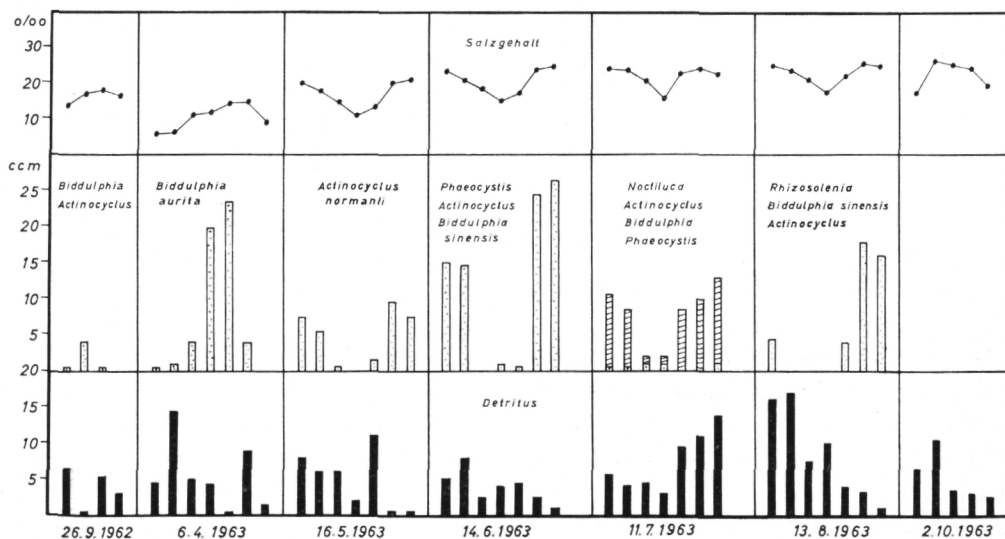 o/oo
30
20
10
Salzgehalt
ccm
25
20
15
10
5
20
15
10
5
Biddulphia
Actinocyclus
Biddulphia
aurita
Actinocyclus
normanli
Phaeocystis
Actinocyclus
Biddulphia
sinensis
Noctiluca
Actinocyclus
Biddulphia
Phaeocystis
Rhizosolenia
Biddulphia sinensis
Actinocyclus
Detritus
26.9.1962
6.4.1963
16.5.1963
14.6.1963
11.7.1963
13.8.1963
2.10.1963